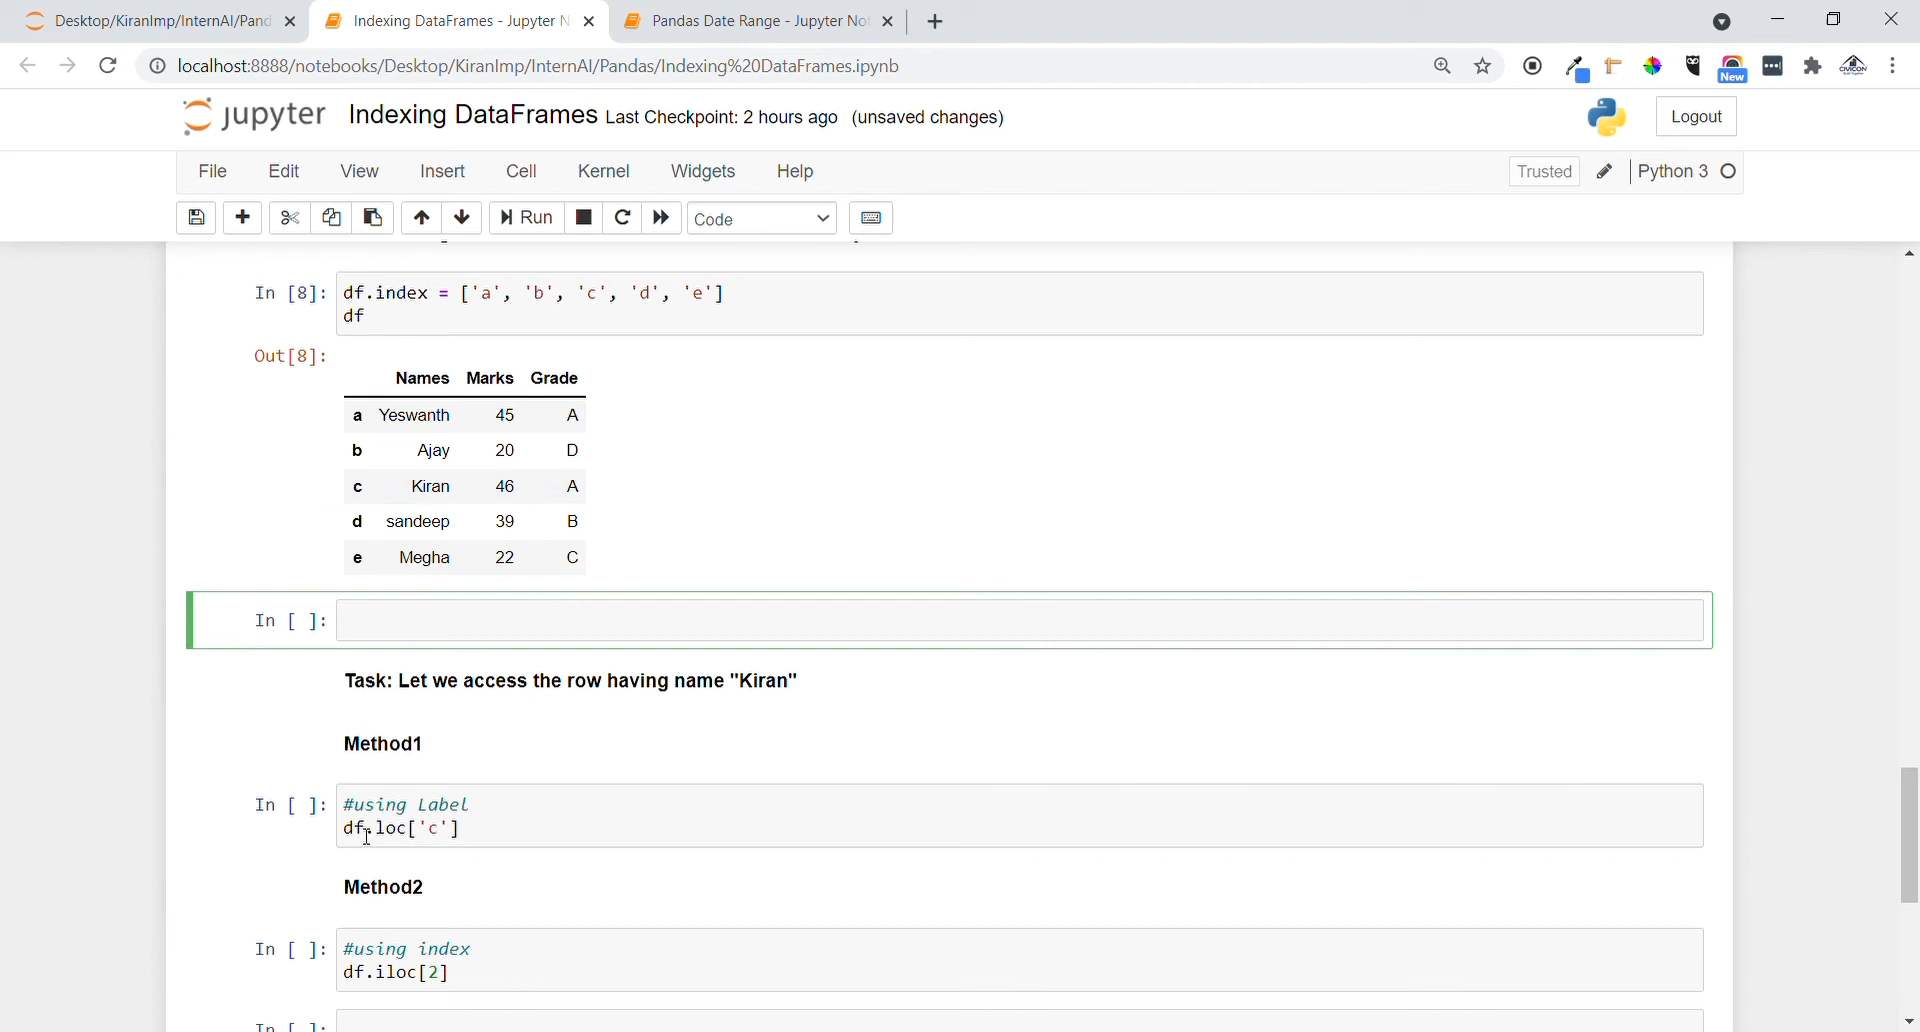 Desktop/KiranImp/InternAI/Pand
Indexing DataFrames - Jupyter N
Pandas Date Range - Jupyter Not
localhost:8888/notebooks/Desktop/KiranImp/InternAI/Pandas/Indexing%20DataFrames.ipynb
New
CIVICON
jupyter Indexing DataFrames Last Checkpoint: 2 hours ago (unsaved changes)
Logout
File Edit View Insert Cell Kernel Widgets Help
Trusted Python 3
Run Code
In [8]: df.index = ['a', 'b', 'c', 'd', 'e']
df
Out[8]:
Names Marks Grade
a Yeswanth 45 A
b Ajay 20 D
c Kiran 46 A
d sandeep 39 B
e Megha 22 C
In [ ]:
Task: Let we access the row having name "Kiran"
Method1
In [ ]: #using Label
df.loc['c']
Method2
In [ ]: #using index
df.iloc[2]
In [ ]: